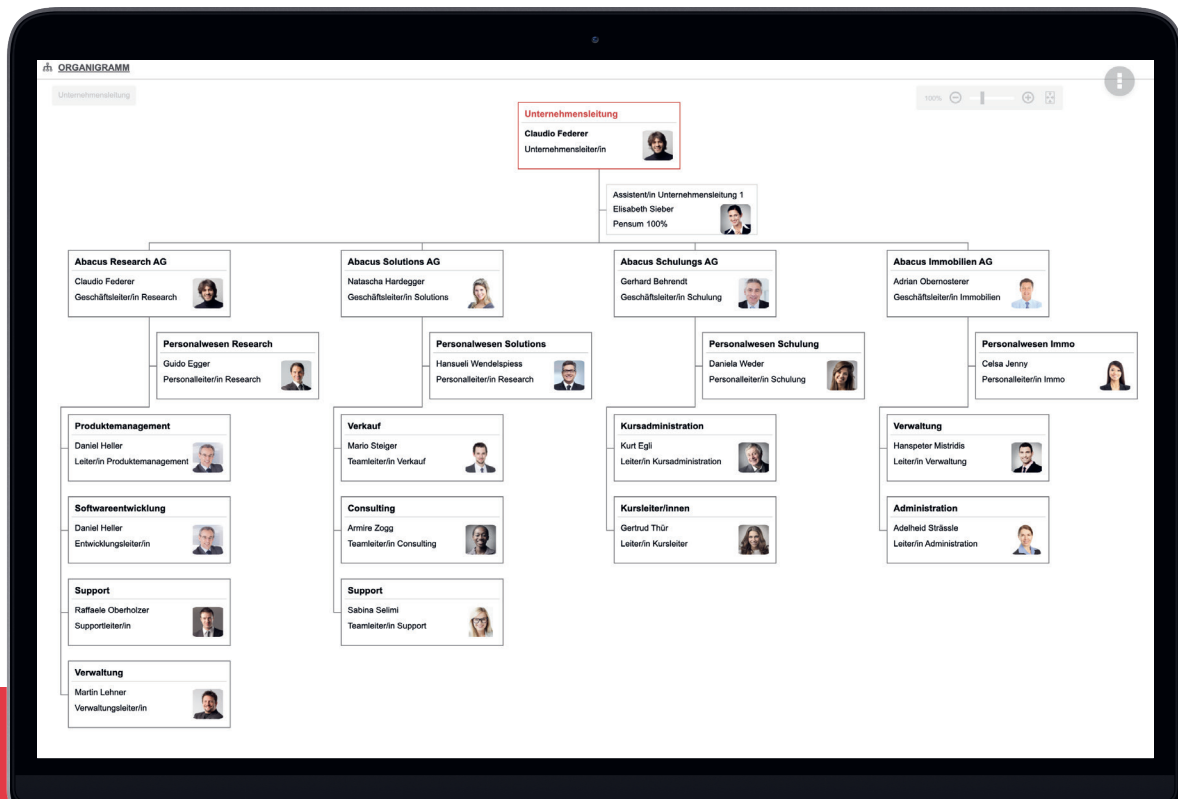 ORGANIGRAMM
Unternehmensleitung
100%
Unternehmensleitung
Claudio Federer
Unternehmensleiter/in
Assistent/in Unternehmensleitung 1
Elisabeth Sieber
Pensum 100%
Abacus Research AG
Claudio Federer
Geschäftsleiter/in Research
Abacus Solutions AG
Natascha Hardegger
Geschäftsleiter/in Solutions
Abacus Schulungs AG
Gerhard Behrendt
Geschäftsleiter/in Schulung
Abacus Immobilien AG
Adrian Obernosterer
Geschäftsleiter/in Immobilien
Personalwesen Research
Guido Egger
Personalleiter/in Research
Personalwesen Solutions
Hansueli Wendelspiess
Personalleiter/in Research
Personalwesen Schulung
Daniela Weder
Personalleiter/in Schulung
Personalwesen Immo
Celsa Jenny
Personalleiter/in Immo
Produktemanagement
Daniel Heller
Leiter/in Produktemanagement
Verkauf
Mario Steiger
Teamleiter/in Verkauf
Kursadministration
Kurt Egli
Leiter/in Kursadministration
Verwaltung
Hanspeter Mistridis
Leiter/in Verwaltung
Softwareentwicklung
Daniel Heller
Entwicklungsleiter/in
Consulting
Armire Zogg
Teamleiter/in Consulting
Kursleiter/innen
Gertrud Thür
Leiter/in Kursleiter
Administration
Adelheid Strässle
Leiter/in Administration
Support
Raffaele Oberholzer
Supportleiter/in
Support
Sabina Selimi
Teamleiter/in Support
Verwaltung
Martin Lehner
Verwaltungsleiter/in